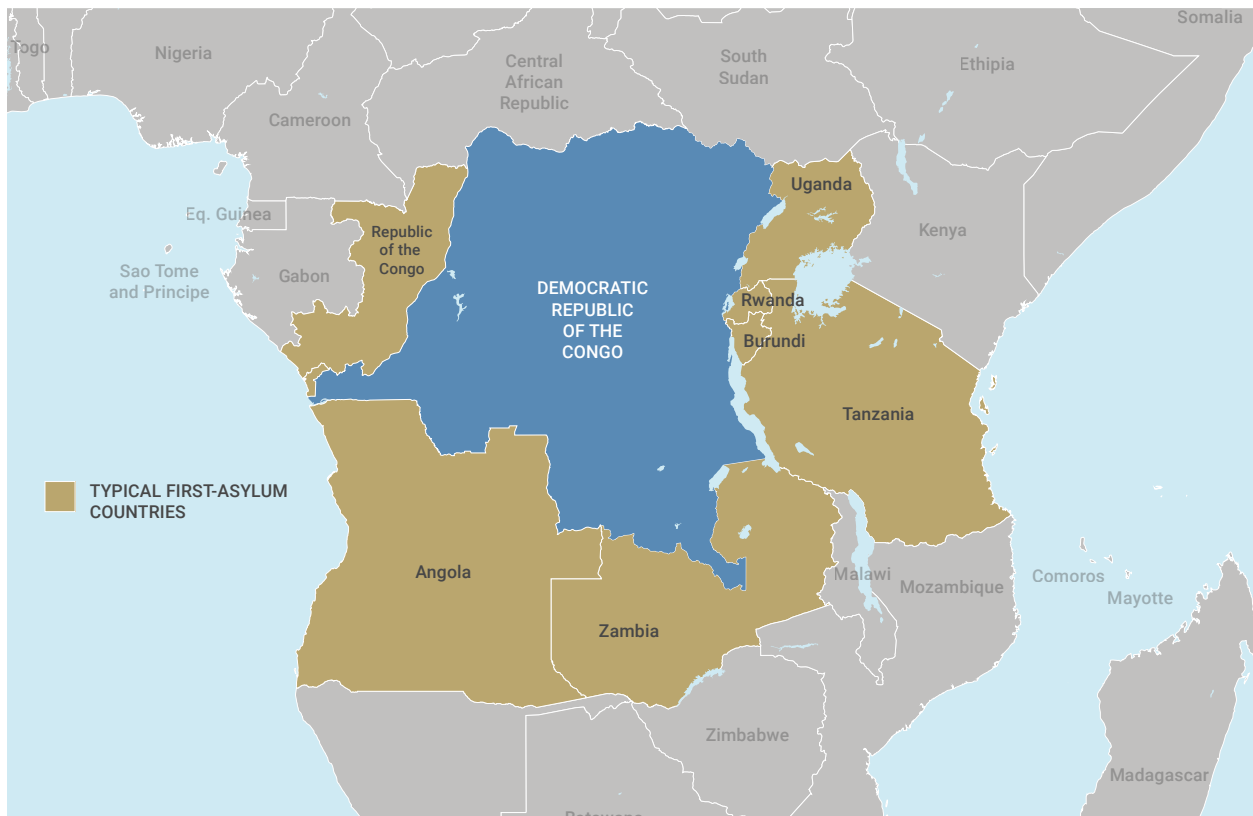 Somalia
Togo
Nigeria
South
Sudan
Ethipia
Central
African
Republic
Cameroon
Uganda
Eq. Guinea
Republic
of the
Congo
Kenya
Sao Tome
and Principe
Gabon
DEMOCRATIC
REPUBLIC
OF THE
CONGO
Rwanda
Burundi
Tanzania
TYPICAL FIRST-ASYLUM
COUNTRIES
Angola
Malawi
Mozambique
Comoros
Mayotte
Zambia
Zimbabwe
Madagascar